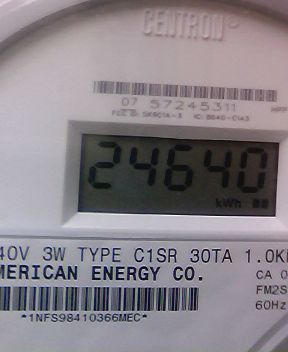 CENTRON®
07 57245311
24640
kWh
40V 3W TYPE C1SR 30TA 1.0K
MERICAN ENERGY CO.
CA 0
FM2S
60Hz
*1NFS98410366MEC*